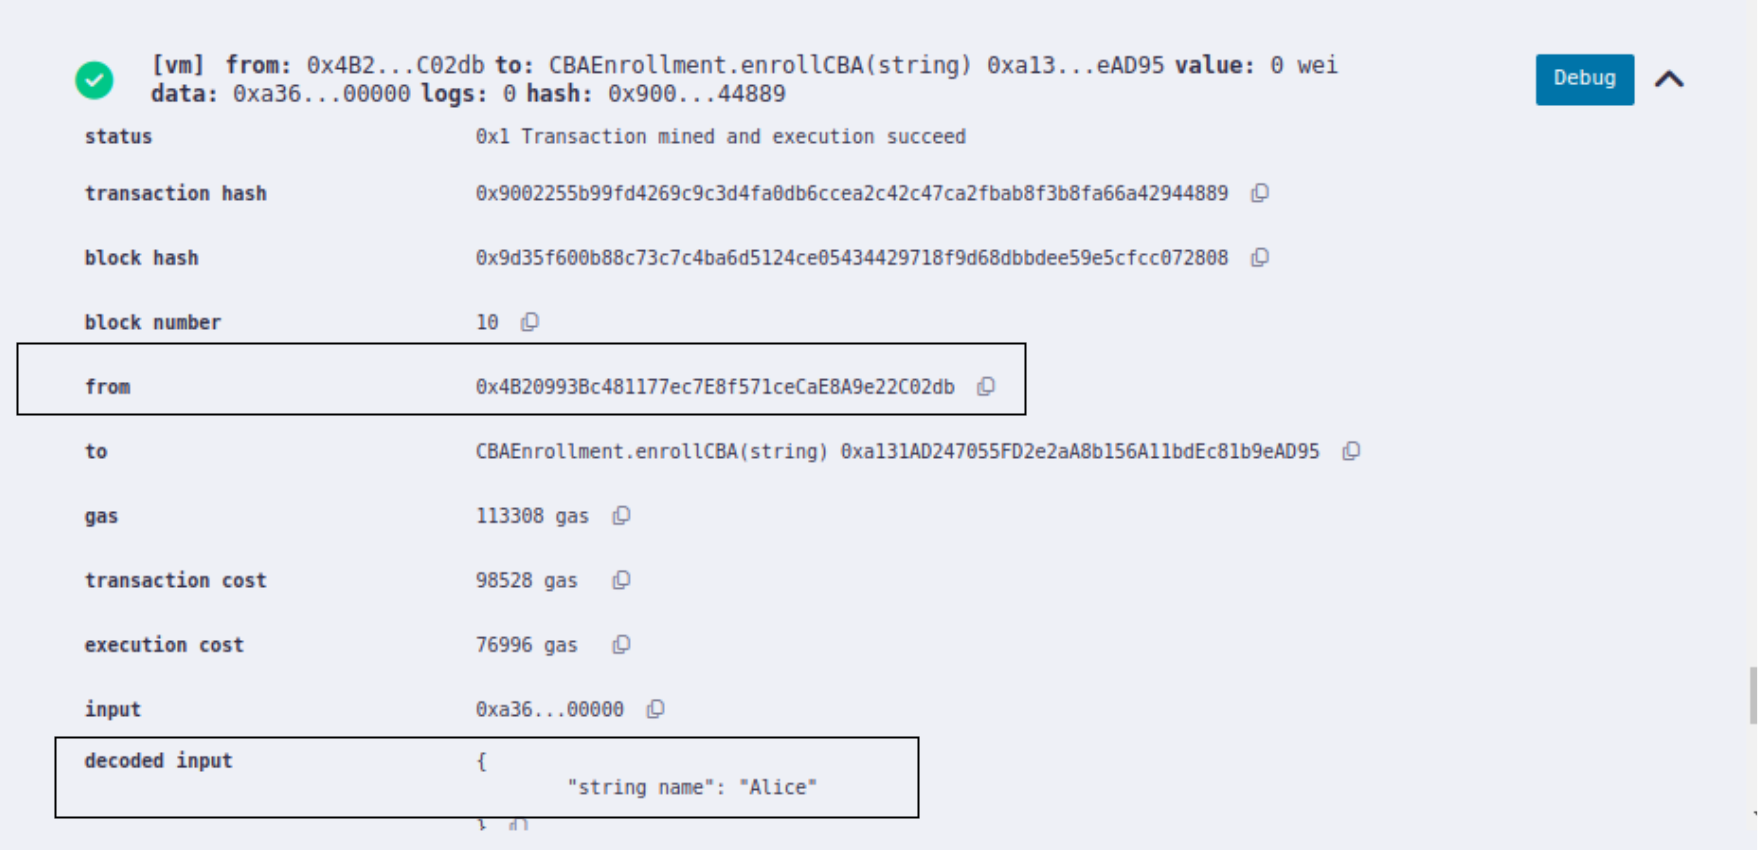 [vm] from: 0x4B2...C02db to: CBAEnrollment.enrollCBA(string) 0xa13...eAD95 value: 0 wei
data: 0xa36...00000 logs: 0 hash: 0x900...44889
Debug
status 0x1 Transaction mined and execution succeed
transaction hash 0x9002255b99fd4269c9c3d4fa0db6ccea2c42c47ca2fbab8f3b8fa66a42944889
block hash 0x9d35f600b88c73c7c4ba6d5124ce05434429718f9d68dbbdee59e5cfcc072808
block number 10
from 0x4B20993Bc481177ec7E8f571ceCaE8A9e22C02db
to CBAEnrollment.enrollCBA(string) 0xa131AD247055FD2e2aA8b156A11bdEc81b9eAD95
gas 113308 gas
transaction cost 98528 gas
execution cost 76996 gas
input 0xa36...00000
decoded input {
"string name": "Alice"
}